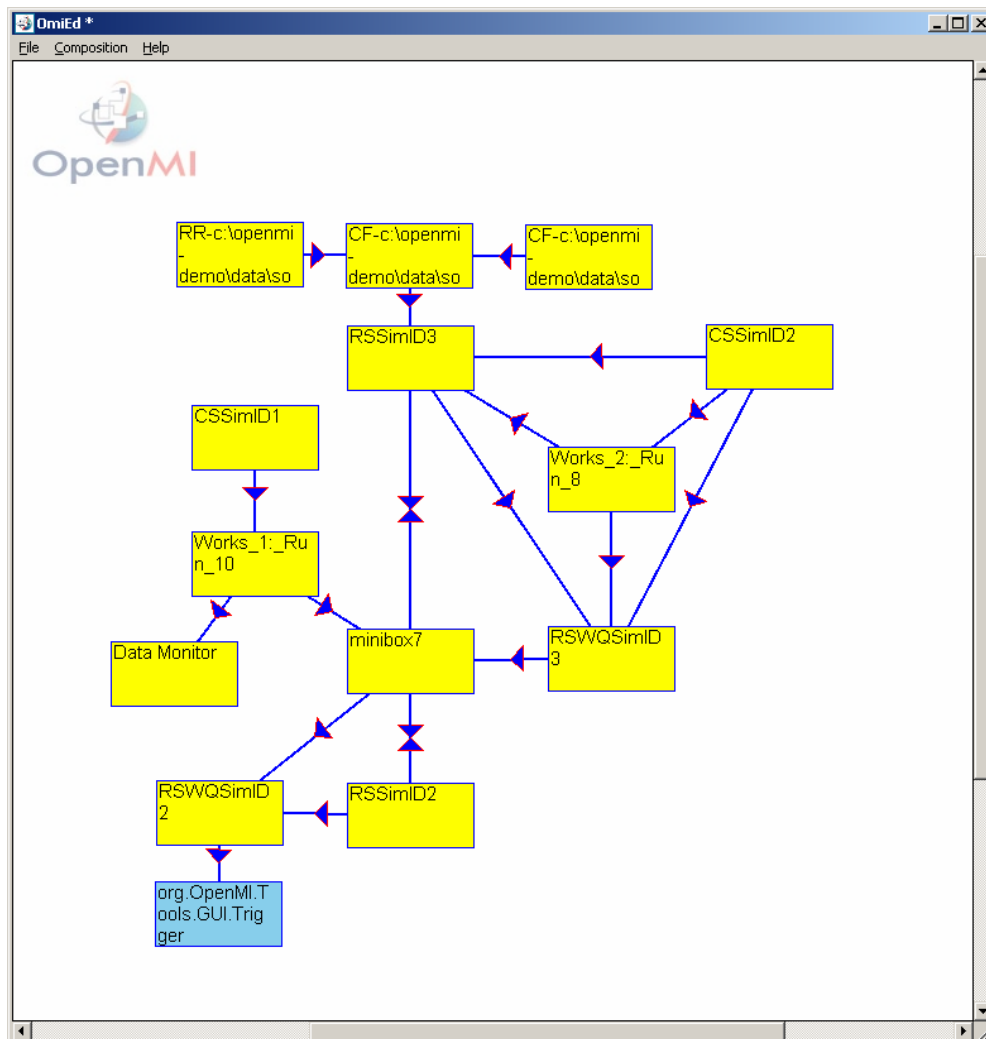 OmiEd *
File Composition Help
OpenMI
RR-c:\openmi
-
demo\data\so
CF-c:\openmi
-
demo\data\so
CF-c:\openmi
-
demo\data\so
RSSimID3
CSSimID2
CSSimID1
Works_2:_Ru
n_8
Works_1:_Ru
n_10
minibox7
RSWQSimID
3
Data Monitor
RSWQSimID
2
RSSimID2
org.OpenMI.T
ools.GUI.Trig
ger